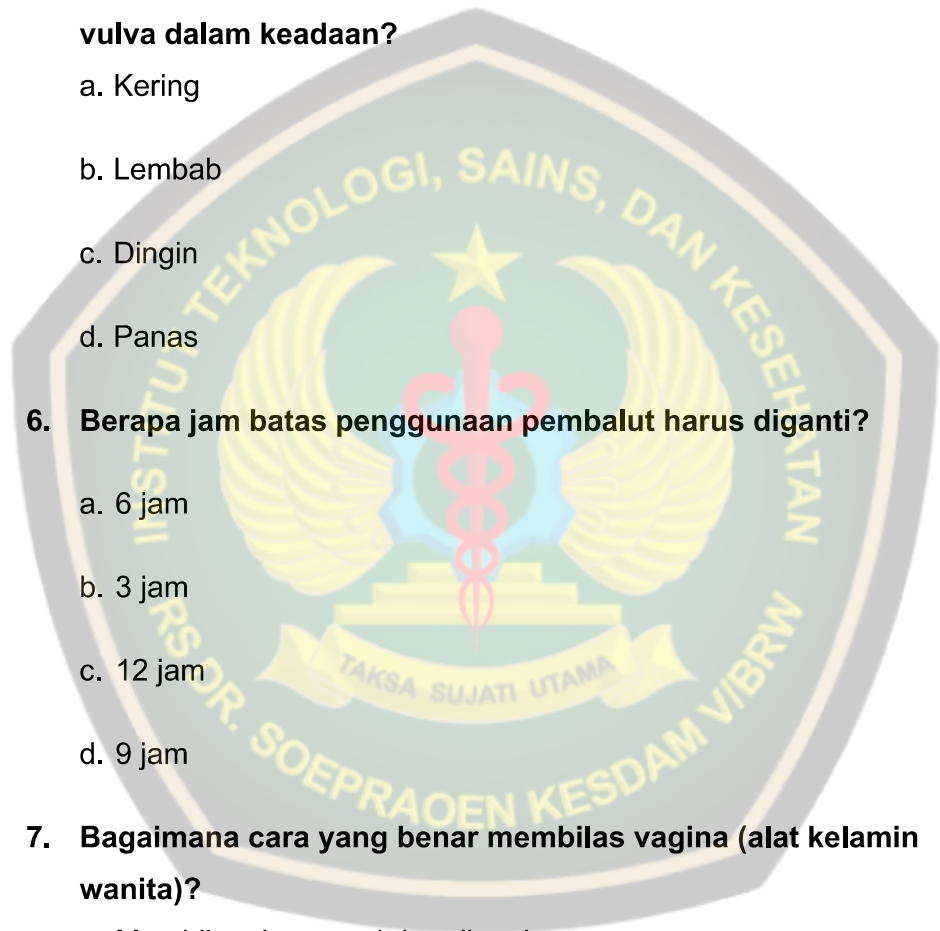 vulva dalam keadaan?
a. Kering
b. Lembab
c. Dingin
d. Panas
6. Berapa jam batas penggunaan pembalut harus diganti?
a. 6 jam
b. 3 jam
c. 12 jam
d. 9 jam
7. Bagaimana cara yang benar membilas vagina (alat kelamin
wanita)?
INSTITUT TEKNOLOGI, SAINS, DAN KESEHATAN
RS DR. SOEPRAOEN KESDAM V/BRW
TAKSA SUJATI UTAMA